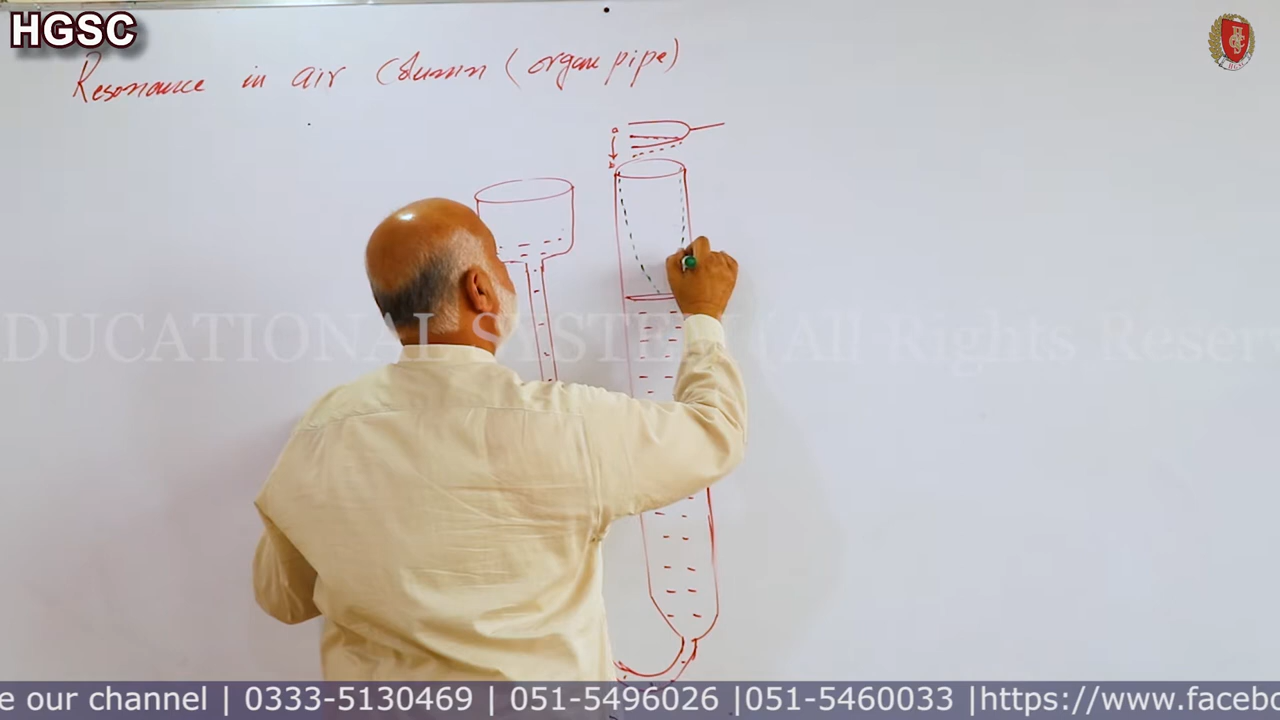 HGSC
Resonance in air Column (organ pipe)
a
b
DUCATIONAL SYSTEM (All Rights Reser
e our channel | 0333-5130469 | 051-5496026 |051-5460033 |https://www.facebo